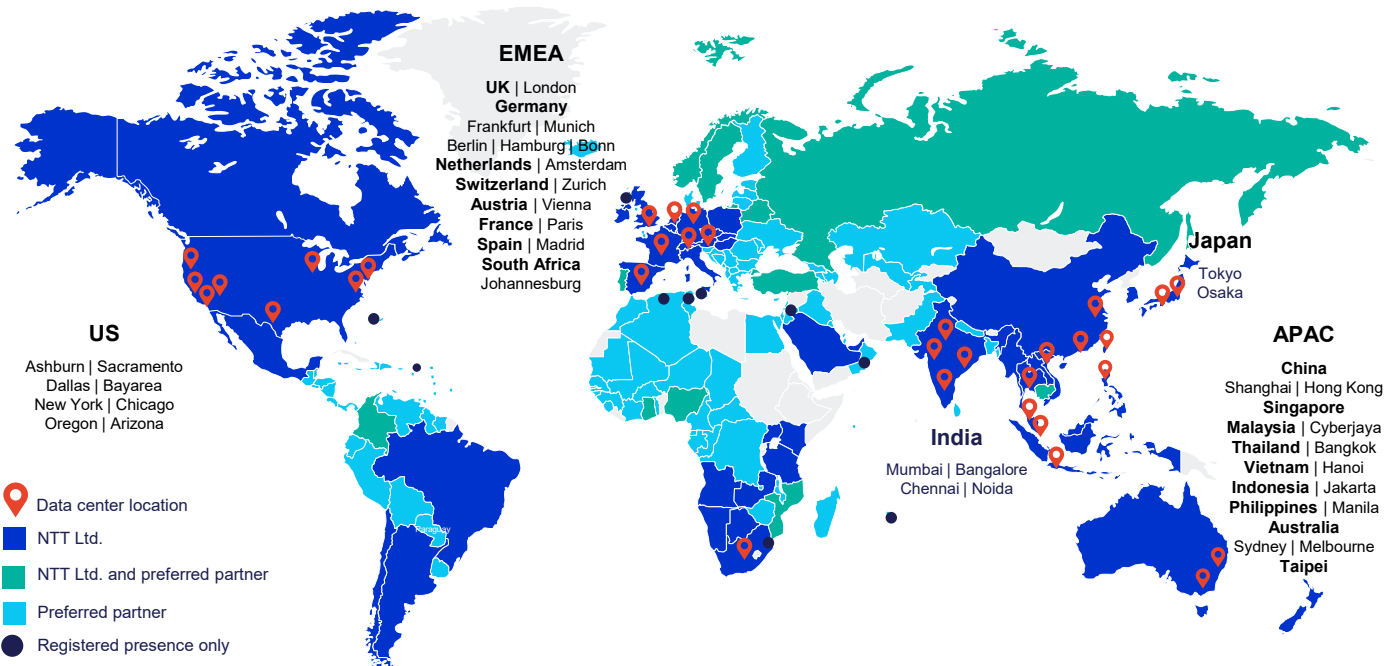 EMEA
UK | London
Germany
Frankfurt | Munich
Berlin | Hamburg | Bonn
Netherlands | Amsterdam
Switzerland | Zurich
Austria | Vienna
France | Paris
Spain | Madrid
South Africa
Johannesburg
US
Ashburn | Sacramento
Dallas | Bayarea
New York | Chicago
Oregon | Arizona
Japan
Tokyo
Osaka
India
Mumbai | Bangalore
Chennai | Noida
APAC
China
Shanghai | Hong Kong
Singapore
Malaysia | Cyberjaya
Thailand | Bangkok
Vietnam | Hanoi
Indonesia | Jakarta
Philippines | Manila
Australia
Sydney | Melbourne
Taipei
Paraguay
Data center location
NTT Ltd.
NTT Ltd. and preferred partner
Preferred partner
Registered presence only